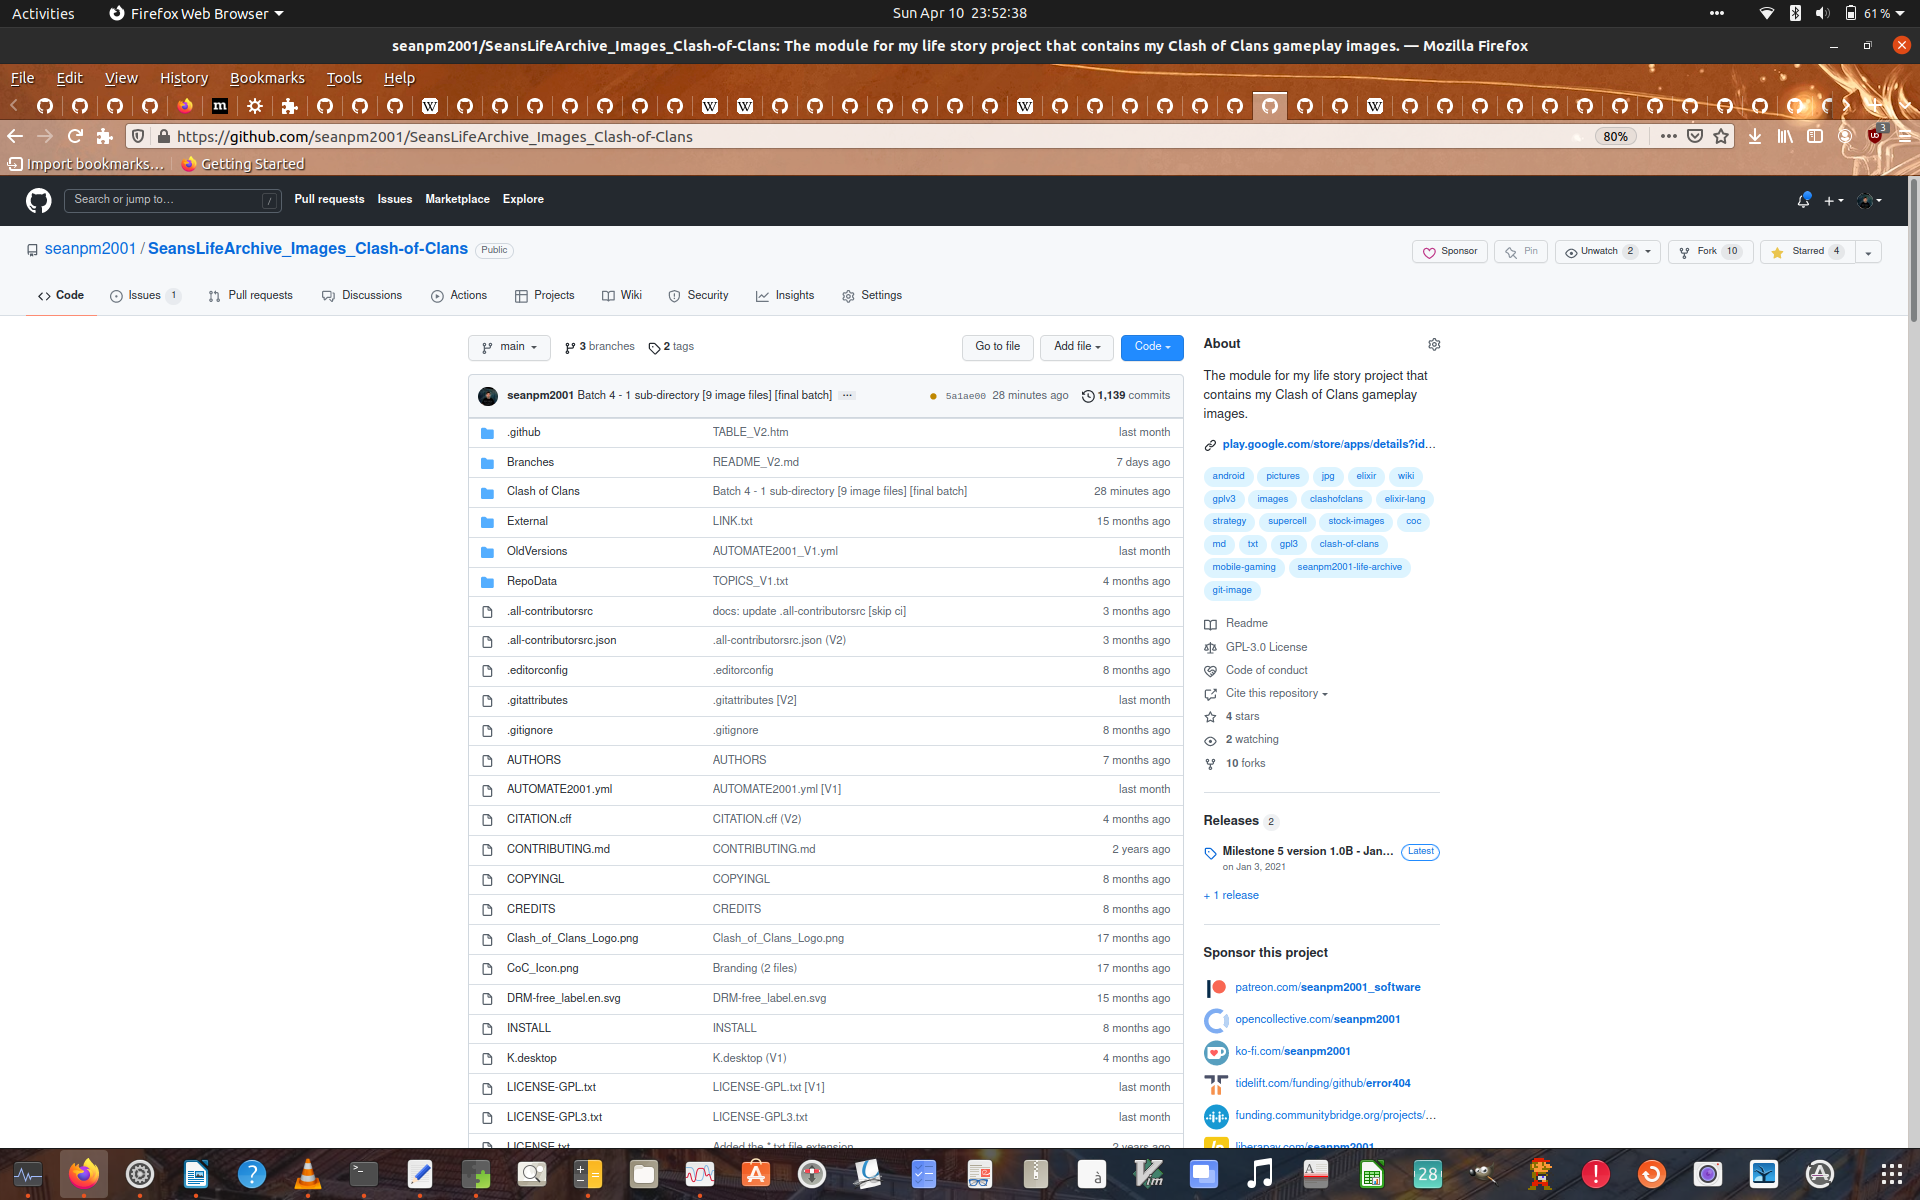 Activities
Firefox Web Browser
Sun Apr 10 23:52:38
61 %
seanpm2001/SeansLifeArchive_Images_Clash-of-Clans: The module for my life story project that contains my Clash of Clans gameplay images. — Mozilla Firefox
File Edit View History Bookmarks Tools Help
https://github.com/seanpm2001/SeansLifeArchive_Images_Clash-of-Clans
80%
3
Import bookmarks...
Getting Started
Search or jump to...
/
Pull requests Issues Marketplace Explore
seanpm2001 / SeansLifeArchive_Images_Clash-of-Clans Public
Sponsor
Pin
Unwatch 2
Fork 10
Starred 4
Code
Issues 1
Pull requests
Discussions
Actions
Projects
Wiki
Security
Insights
Settings
main
3 branches
2 tags
Go to file
Add file
Code
seanpm2001 Batch 4 - 1 sub-directory [9 image files] [final batch] ... 5a1ae00 28 minutes ago 1,139 commits
.github TABLE_V2.htm last month
Branches README_V2.md 7 days ago
Clash of Clans Batch 4 - 1 sub-directory [9 image files] [final batch] 28 minutes ago
External LINK.txt 15 months ago
OldVersions AUTOMATE2001_V1.yml last month
RepoData TOPICS_V1.txt 4 months ago
.all-contributorsrc docs: update .all-contributorsrc [skip ci] 3 months ago
.all-contributorsrc.json .all-contributorsrc.json (V2) 3 months ago
.editorconfig .editorconfig 8 months ago
.gitattributes .gitattributes [V2] last month
.gitignore .gitignore 8 months ago
AUTHORS AUTHORS 7 months ago
AUTOMATE2001.yml AUTOMATE2001.yml [V1] last month
CITATION.cff CITATION.cff (V2) 4 months ago
CONTRIBUTING.md CONTRIBUTING.md 2 years ago
COPYINGL COPYINGL 8 months ago
CREDITS CREDITS 8 months ago
Clash_of_Clans_Logo.png Clash_of_Clans_Logo.png 17 months ago
CoC_Icon.png Branding (2 files) 17 months ago
DRM-free_label.en.svg DRM-free_label.en.svg 15 months ago
INSTALL INSTALL 8 months ago
K.desktop K.desktop (V1) 4 months ago
LICENSE-GPL.txt LICENSE-GPL.txt [V1] last month
LICENSE-GPL3.txt LICENSE-GPL3.txt last month
LICENSE.txt Added the *.txt file extension 2 years ago
About
The module for my life story project that
contains my Clash of Clans gameplay
images.
play.google.com/store/apps/details?id...
android pictures jpg elixir wiki
gplv3 images clashofclans elixir-lang
strategy supercell stock-images coc
md txt gpl3 clash-of-clans
mobile-gaming seanpm2001-life-archive
git-image
Readme
GPL-3.0 License
Code of conduct
Cite this repository
4 stars
2 watching
10 forks
Releases 2
Milestone 5 version 1.0B - Jan... Latest
on Jan 3, 2021
+ 1 release
Sponsor this project
patreon.com/seanpm2001_software
opencollective.com/seanpm2001
ko-fi.com/seanpm2001
tidelift.com/funding/github/error404
funding.communitybridge.org/projects/...
liberapay.com/seanpm2001
28